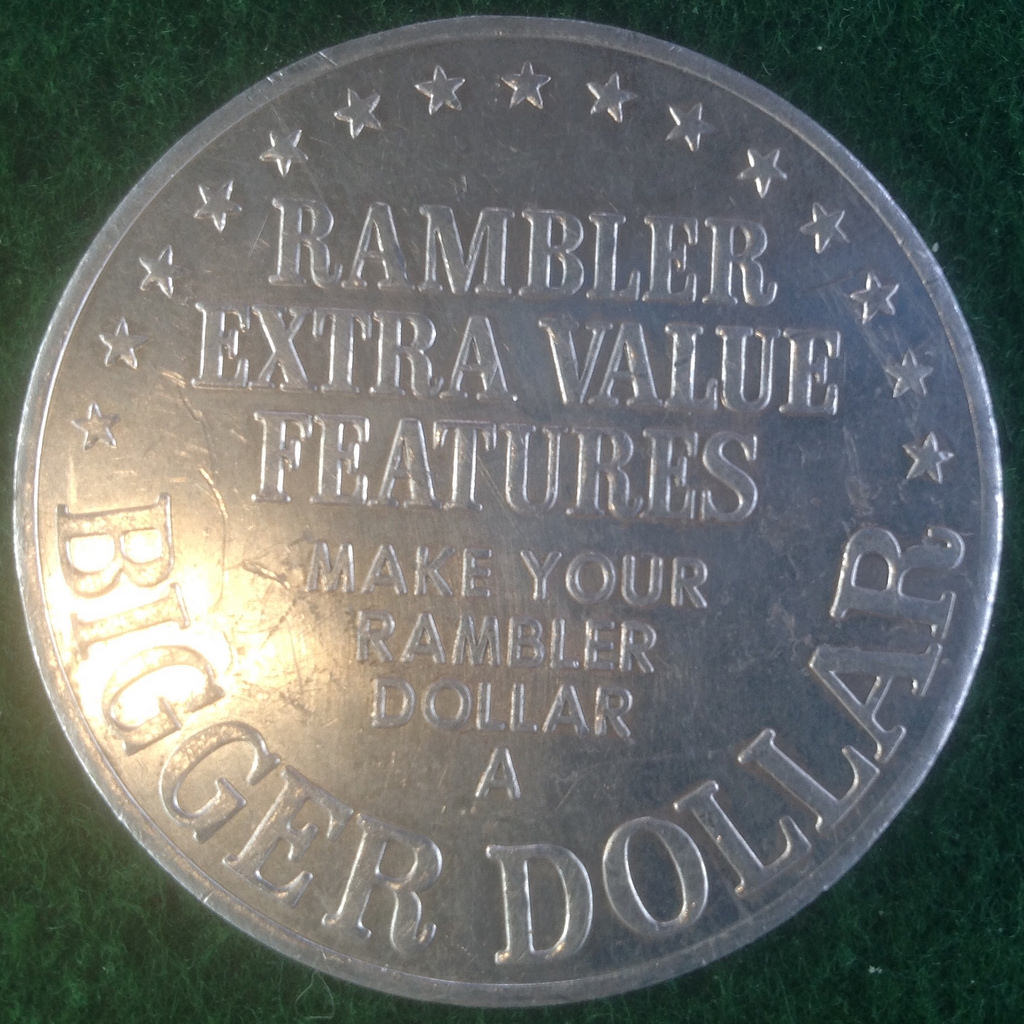 RAMBLER
EXTRA VALUE
FEATURES
MAKE YOUR
RAMBLER
DOLLAR
A
BIGGER DOLLAR